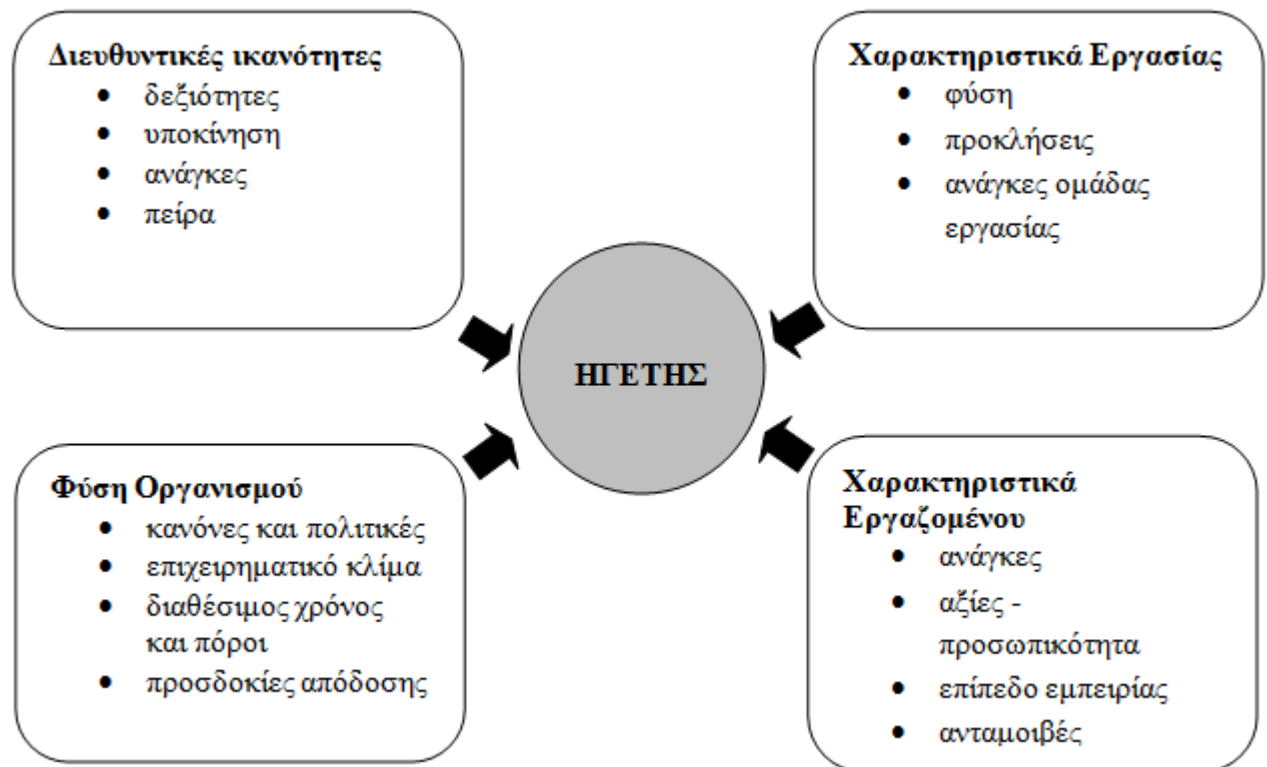 Διευθυντικές ικανότητες
• δεξιότητες
• υποκίνηση
• ανάγκες
• πείρα
Χαρακτηριστικά Εργασίας
• φύση
• προκλήσεις
• ανάγκες ομάδας
εργασίας
ΗΓΕΤΗΣ
Φύση Οργανισμού
• κανόνες και πολιτικές
• επιχειρηματικό κλίμα
• διαθέσιμος χρόνος
και πόροι
• προσδοκίες απόδοσης
Χαρακτηριστικά
Εργαζομένου
• ανάγκες
• αξίες -
προσωπικότητα
• επίπεδο εμπειρίας
• ανταμοιβές